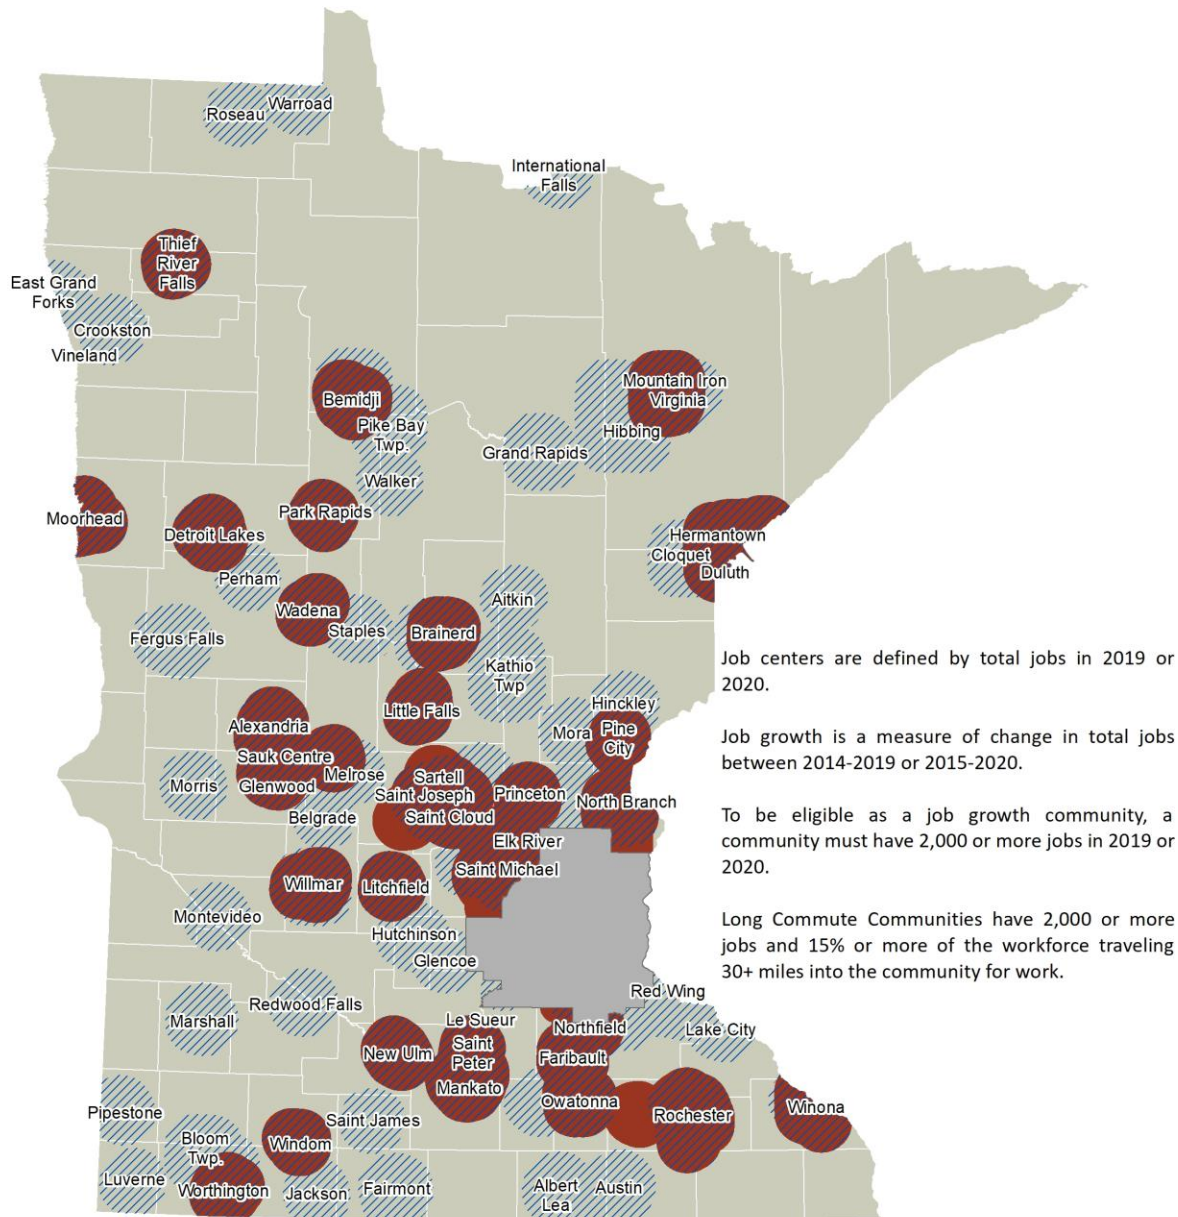 Warroad
Roseau
International
Falls
Thief
River
Falls
East Grand
Forks
Crookston
Vineland
Mountain Iron
Virginia
Bemidji
Pike Bay
Twp.
Hibbing
Grand Rapids
Walker
Park Rapids
Moorhead
Detroit Lakes
Hermantown
Cloquet
Duluth
Perham
Aitkin
Wadena
Staples
Brainerd
Fergus Falls
Kathio
Twp
Hinckley
Little Falls
Alexandria
Mora
Pine
City
Sauk Centre
Melrose
Glenwood
Morris
Sartell
Saint Joseph
Saint Cloud
Princeton
North Branch
Belgrade
Elk River
Saint Michael
Willmar
Litchfield
Montevideo
Hutchinson
Glencoe
Red Wing
Redwood Falls
Marshall
Le Sueur
Northfield
Lake City
Saint
Peter
New Ulm
Faribault
Mankato
Owatonna
Rochester
Winona
Pipestone
Saint James
Bloom
Twp.
Windom
Luverne
Worthington
Jackson
Fairmont
Albert
Lea
Austin
Job centers are defined by total jobs in 2019 or
2020.
Job growth is a measure of change in total jobs
between 2014-2019 or 2015-2020.
To be eligible as a job growth community, a
community must have 2,000 or more jobs in 2019 or
2020.
Long Commute Communities have 2,000 or more
jobs and 15% or more of the workforce traveling
30+ miles into the community for work.